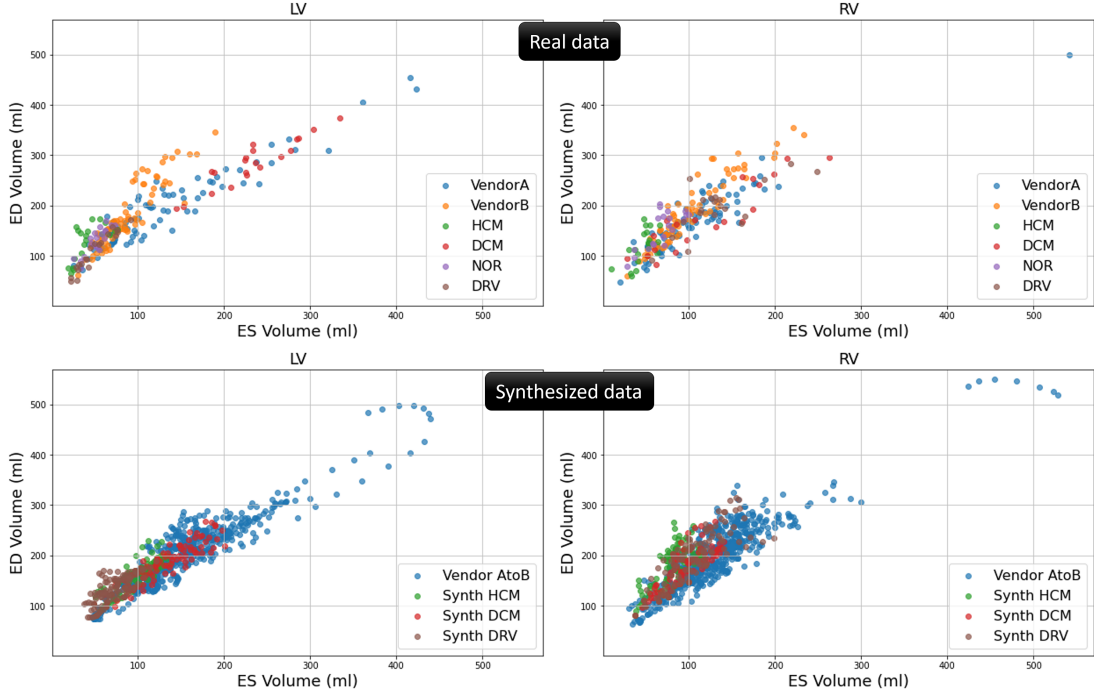 LV
RV
Real data
ED Volume (ml)
500
400
300
200
100
VendorA
VendorB
HCM
DCM
NOR
DRV
100
200
300
400
500
ES Volume (ml)
ED Volume (ml)
500
400
300
200
100
VendorA
VendorB
HCM
DCM
NOR
DRV
100
200
300
400
500
ES Volume (ml)
LV
RV
Synthesized data
ED Volume (ml)
500
400
300
200
100
Vendor AtoB
Synth HCM
Synth DCM
Synth DRV
100
200
300
400
500
ES Volume (ml)
ED Volume (ml)
500
400
300
200
100
Vendor AtoB
Synth HCM
Synth DCM
Synth DRV
100
200
300
400
500
ES Volume (ml)